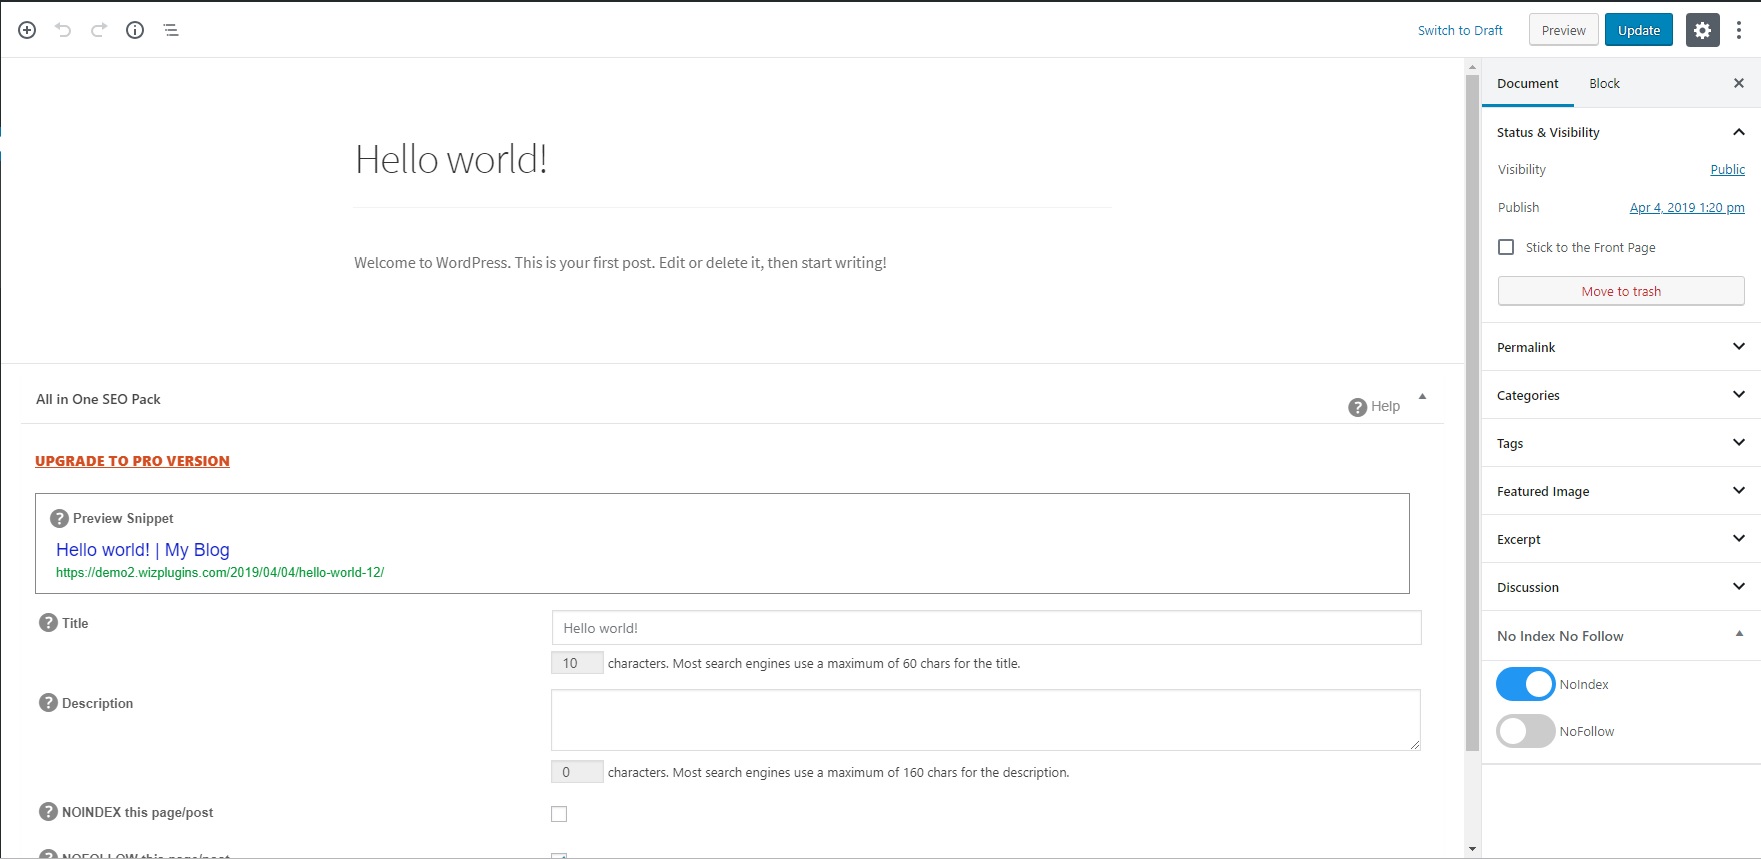 Switch to Draft Preview Update
Hello world!
Welcome to WordPress. This is your first post. Edit or delete it, then start writing!
All in One SEO Pack
? Help
UPGRADE TO PRO VERSION
? Preview Snippet
Hello world! | My Blog
https://demo2.wizplugins.com/2019/04/04/hello-world-12/
? Title
Hello world!
10 characters. Most search engines use a maximum of 60 chars for the title.
? Description
0 characters. Most search engines use a maximum of 160 chars for the description.
? NOINDEX this page/post
? NOFOLLOW this page/post
Document Block
Status & Visibility
Visibility Public
Publish Apr 4, 2019 1:20 pm
Stick to the Front Page
Move to trash
Permalink
Categories
Tags
Featured Image
Excerpt
Discussion
No Index No Follow
NoIndex
NoFollow